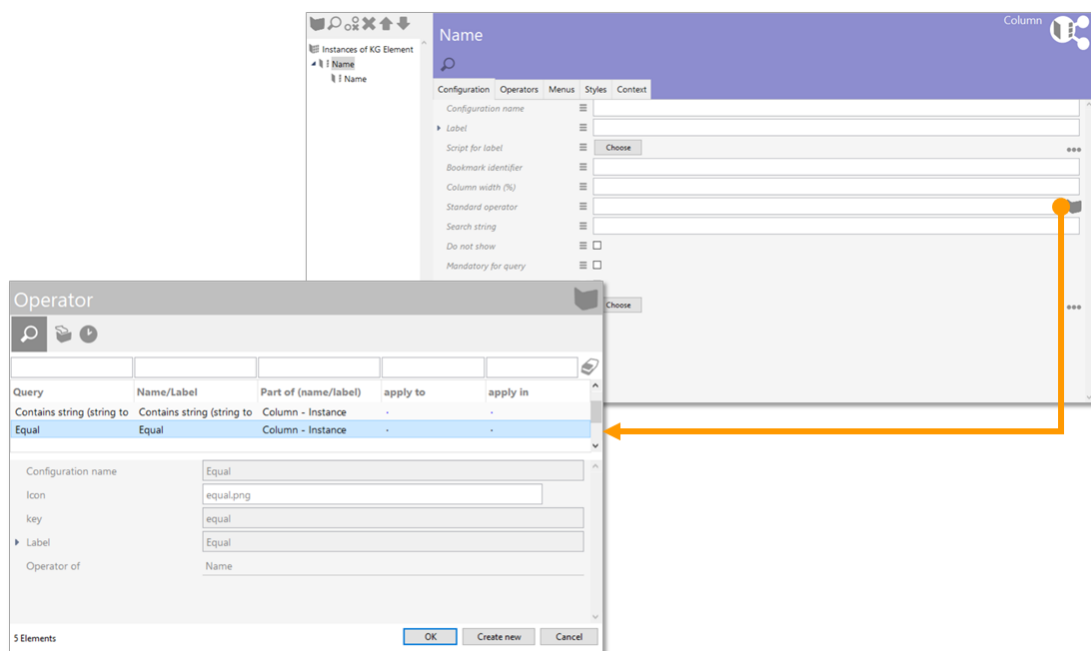 Column
Name
Instances of KG Element
Name
Name
Configuration Operators Menus Styles Context
Configuration name
Label
Script for label Choose
Bookmark identifier
Column width (%)
Standard operator
Search string
Do not show
Mandatory for query
Choose
Operator
Query Name/Label Part of (name/label) apply to apply in
Contains string (string to Contains string (string to Column - Instance - -
Equal Equal Column - Instance - -
Configuration name Equal
Icon equal.png
key equal
Label Equal
Operator of Name
5 Elements OK Create new Cancel